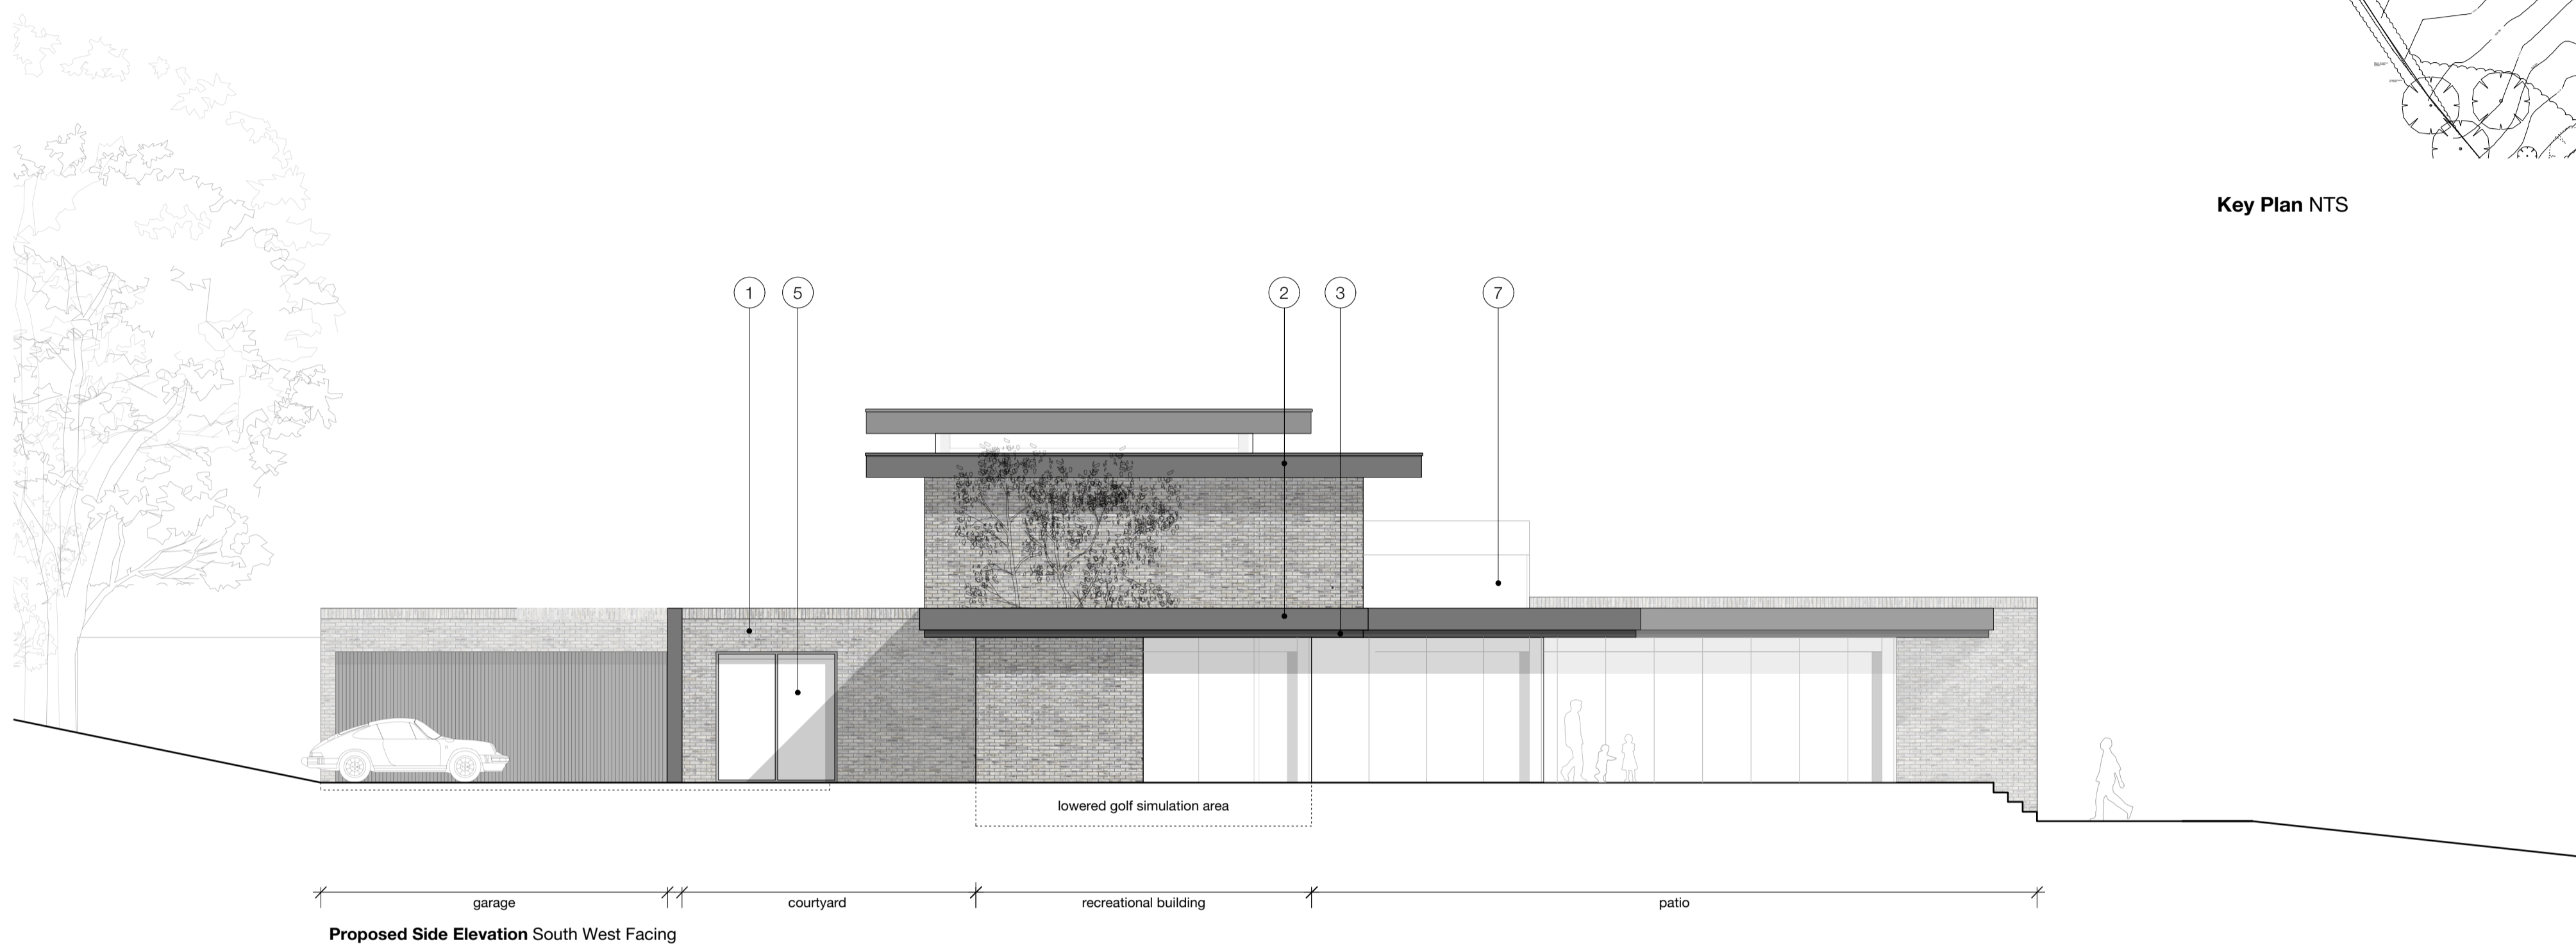 Key Plan NTS
1 5 2 3 7
lowered golf simulation area
garage courtyard recreational building patio
Proposed Side Elevation South West Facing